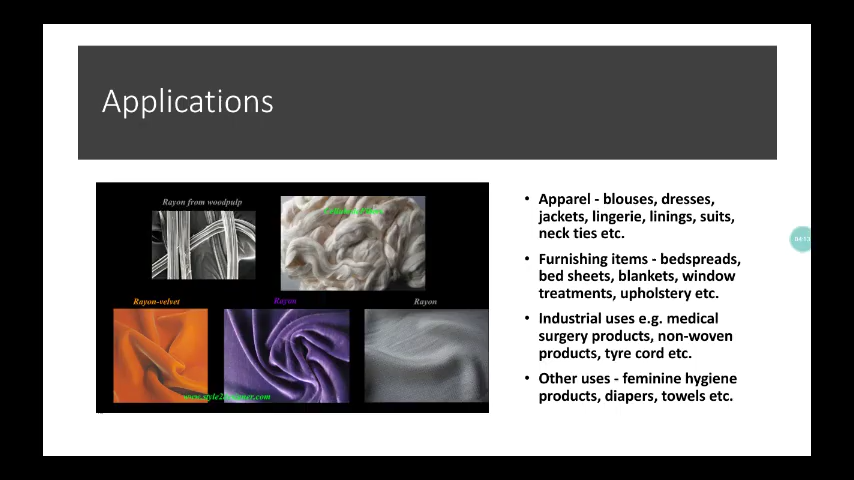 Applications
Rayon from woodpulp
Rayon-velvet
Rayon
Rayon
• Apparel - blouses, dresses,
jackets, lingerie, linings, suits,
neck ties etc.
• Furnishing items - bedspreads,
bed sheets, blankets, window
treatments, upholstery etc.
• Industrial uses e.g. medical
surgery products, non-woven
products, tyre cord etc.
• Other uses - feminine hygiene
products, diapers, towels etc.